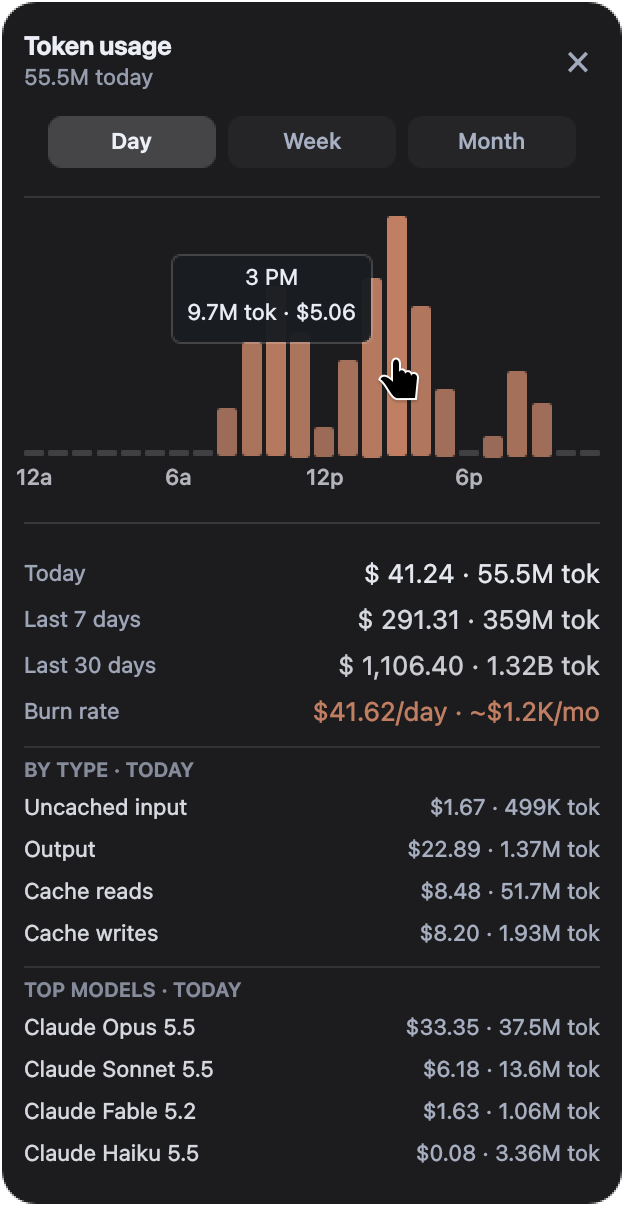 Token usage
55.5M today
Day Week Month
3 PM
9.7M tok · $5.06
12a 6a 12p 6p
Today $ 41.24 · 55.5M tok
Last 7 days $ 291.31 · 359M tok
Last 30 days $ 1,106.40 · 1.32B tok
Burn rate $41.62/day · ~$1.2K/mo
BY TYPE · TODAY
Uncached input $1.67 · 499K tok
Output $22.89 · 1.37M tok
Cache reads $8.48 · 51.7M tok
Cache writes $8.20 · 1.93M tok
TOP MODELS · TODAY
Claude Opus 5.5 $33.35 · 37.5M tok
Claude Sonnet 5.5 $6.18 · 13.6M tok
Claude Fable 5.2 $1.63 · 1.06M tok
Claude Haiku 5.5 $0.08 · 3.36M tok